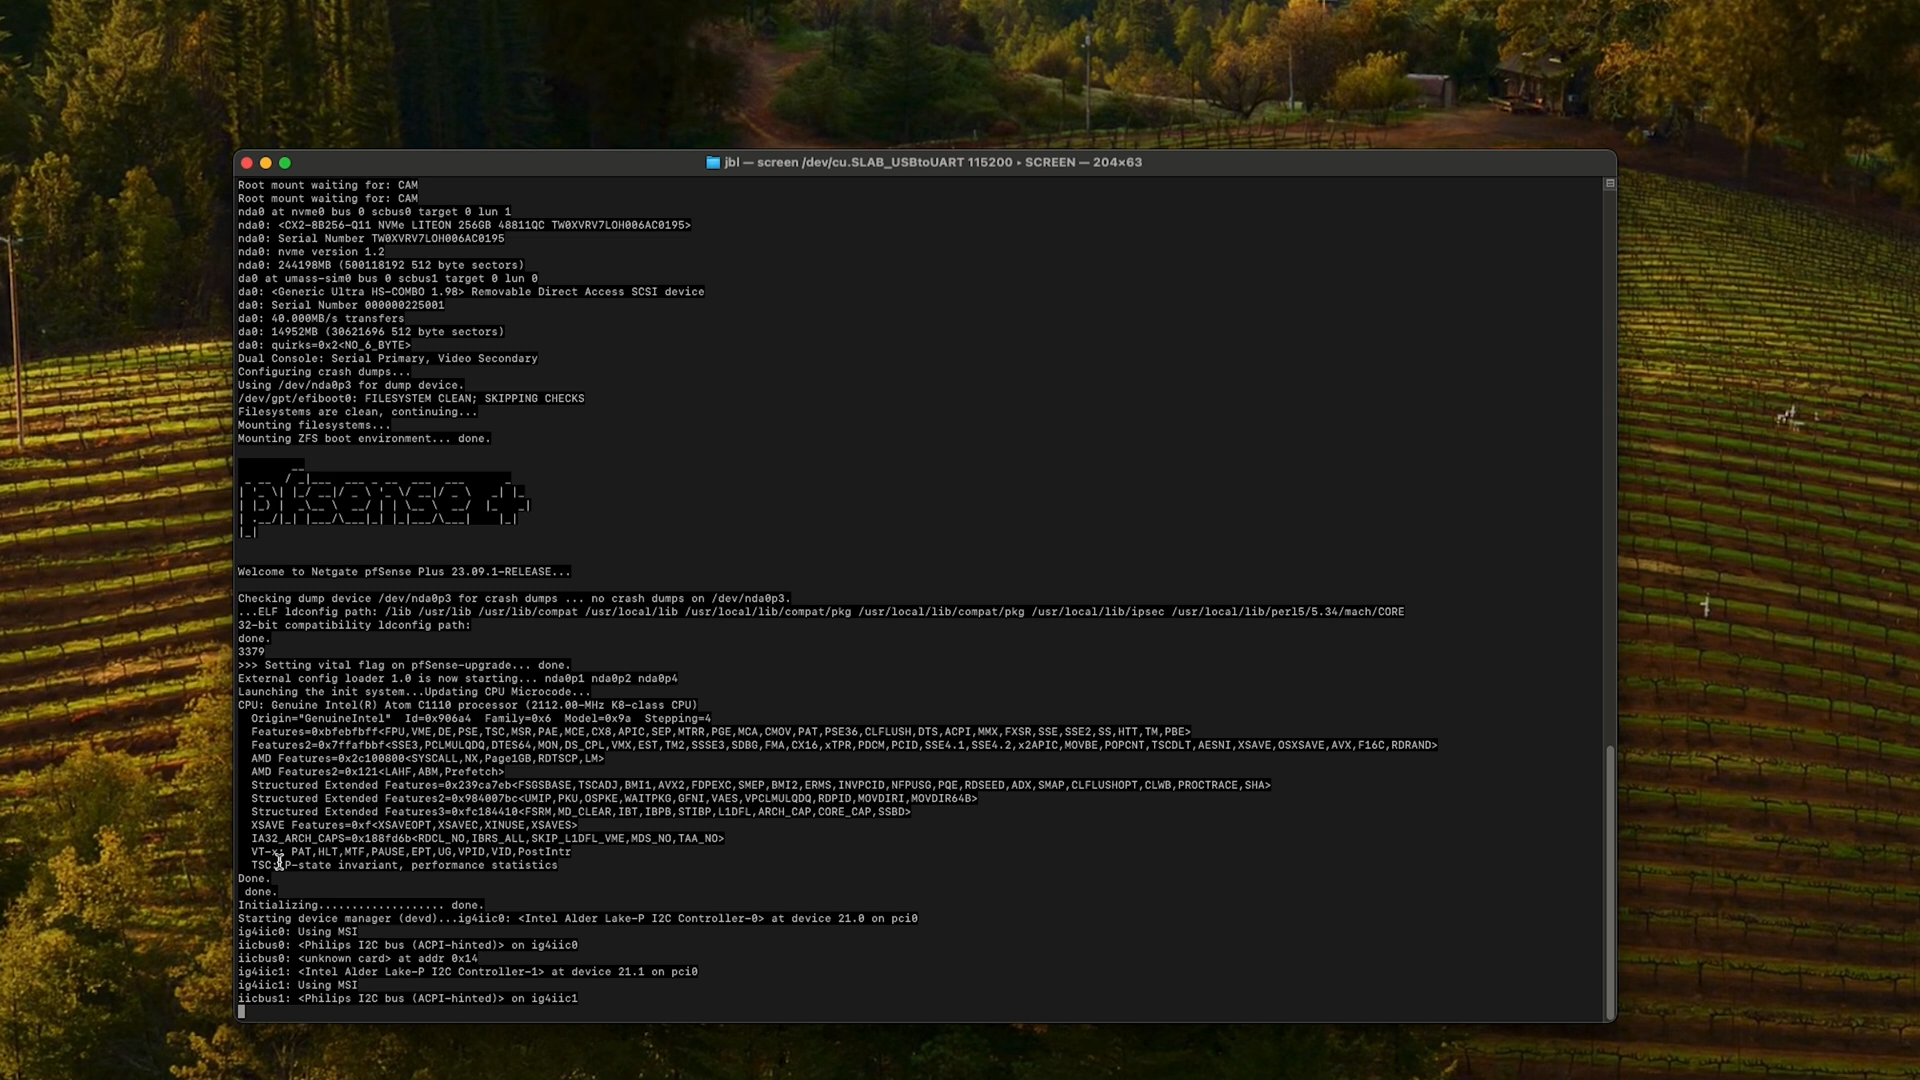 jbl — screen /dev/cu.SLAB_USBtoUART 115200 ▸ SCREEN — 204×63
Root mount waiting for: CAM
Root mount waiting for: CAM
nda0 at nvme0 bus 0 scbus0 target 0 lun 1
nda0: <CX2-8B256-Q11 NVMe LITEON 256GB 48811QC TW0XVRV7LOH006AC0195>
nda0: Serial Number TW0XVRV7LOH006AC0195
nda0: nvme version 1.2
nda0: 244198MB (500118192 512 byte sectors)
da0 at umass-sim0 bus 0 scbus1 target 0 lun 0
da0: <Generic Ultra HS-COMBO 1.98> Removable Direct Access SCSI device
da0: Serial Number 000000225001
da0: 40.000MB/s transfers
da0: 14952MB (30621696 512 byte sectors)
da0: quirks=0x2<NO_6_BYTE>
Dual Console: Serial Primary, Video Secondary
Configuring crash dumps...
Using /dev/nda0p3 for dump device.
/dev/gpt/efiboot0: FILESYSTEM CLEAN; SKIPPING CHECKS
Filesystems are clean, continuing...
Mounting filesystems...
Mounting ZFS boot environment... done.
pfSense +
Welcome to Netgate pfSense Plus 23.09.1-RELEASE...
Checking dump device /dev/nda0p3 for crash dumps ... no crash dumps on /dev/nda0p3.
...ELF ldconfig path: /lib /usr/lib /usr/lib/compat /usr/local/lib /usr/local/lib/compat/pkg /usr/local/lib/compat/pkg /usr/local/lib/ipsec /usr/local/lib/perl5/5.34/mach/CORE
32-bit compatibility ldconfig path:
done.
3379
>>> Setting vital flag on pfSense-upgrade... done.
External config loader 1.0 is now starting... nda0p1 nda0p2 nda0p4
Launching the init system...Updating CPU Microcode...
CPU: Genuine Intel(R) Atom C1110 processor (2112.00-MHz K8-class CPU)
Origin="GenuineIntel" Id=0x906a4 Family=0x6 Model=0x9a Stepping=4
Features=0xbfebfbff<FPU,VME,DE,PSE,TSC,MSR,PAE,MCE,CX8,APIC,SEP,MTRR,PGE,MCA,CMOV,PAT,PSE36,CLFLUSH,DTS,ACPI,MMX,FXSR,SSE,SSE2,SS,HTT,TM,PBE>
Features2=0x7ffafbbf<SSE3,PCLMULQDQ,DTES64,MON,DS_CPL,VMX,EST,TM2,SSSE3,SDBG,FMA,CX16,xTPR,PDCM,PCID,SSE4.1,SSE4.2,x2APIC,MOVBE,POPCNT,TSCDLT,AESNI,XSAVE,OSXSAVE,AVX,F16C,RDRAND>
AMD Features=0x2c100800<SYSCALL,NX,Page1GB,RDTSCP,LM>
AMD Features2=0x121<LAHF,ABM,Prefetch>
Structured Extended Features=0x239ca7eb<FSGSBASE,TSCADJ,BMI1,AVX2,FDPEXC,SMEP,BMI2,ERMS,INVPCID,NFPUSG,PQE,RDSEED,ADX,SMAP,CLFLUSHOPT,CLWB,PROCTRACE,SHA>
Structured Extended Features2=0x984007bc<UMIP,PKU,OSPKE,WAITPKG,GFNI,VAES,VPCLMULQDQ,RDPID,MOVDIRI,MOVDIR64B>
Structured Extended Features3=0xfc184410<FSRM,MD_CLEAR,IBT,IBPB,STIBP,L1DFL,ARCH_CAP,CORE_CAP,SSBD>
XSAVE Features=0xf<XSAVEOPT,XSAVEC,XINUSE,XSAVES>
IA32_ARCH_CAPS=0x188fd6b<RDCL_NO,IBRS_ALL,SKIP_L1DFL_VME,MDS_NO,TAA_NO>
VT-x: PAT,HLT,MTF,PAUSE,EPT,UG,VPID,VID,PostIntr
TSC: P-state invariant, performance statistics
Done.
done.
Initializing................... done.
Starting device manager (devd)...ig4iic0: <Intel Alder Lake-P I2C Controller-0> at device 21.0 on pci0
ig4iic0: Using MSI
iicbus0: <Philips I2C bus (ACPI-hinted)> on ig4iic0
iicbus0: <unknown card> at addr 0x14
ig4iic1: <Intel Alder Lake-P I2C Controller-1> at device 21.1 on pci0
ig4iic1: Using MSI
iicbus1: <Philips I2C bus (ACPI-hinted)> on ig4iic1